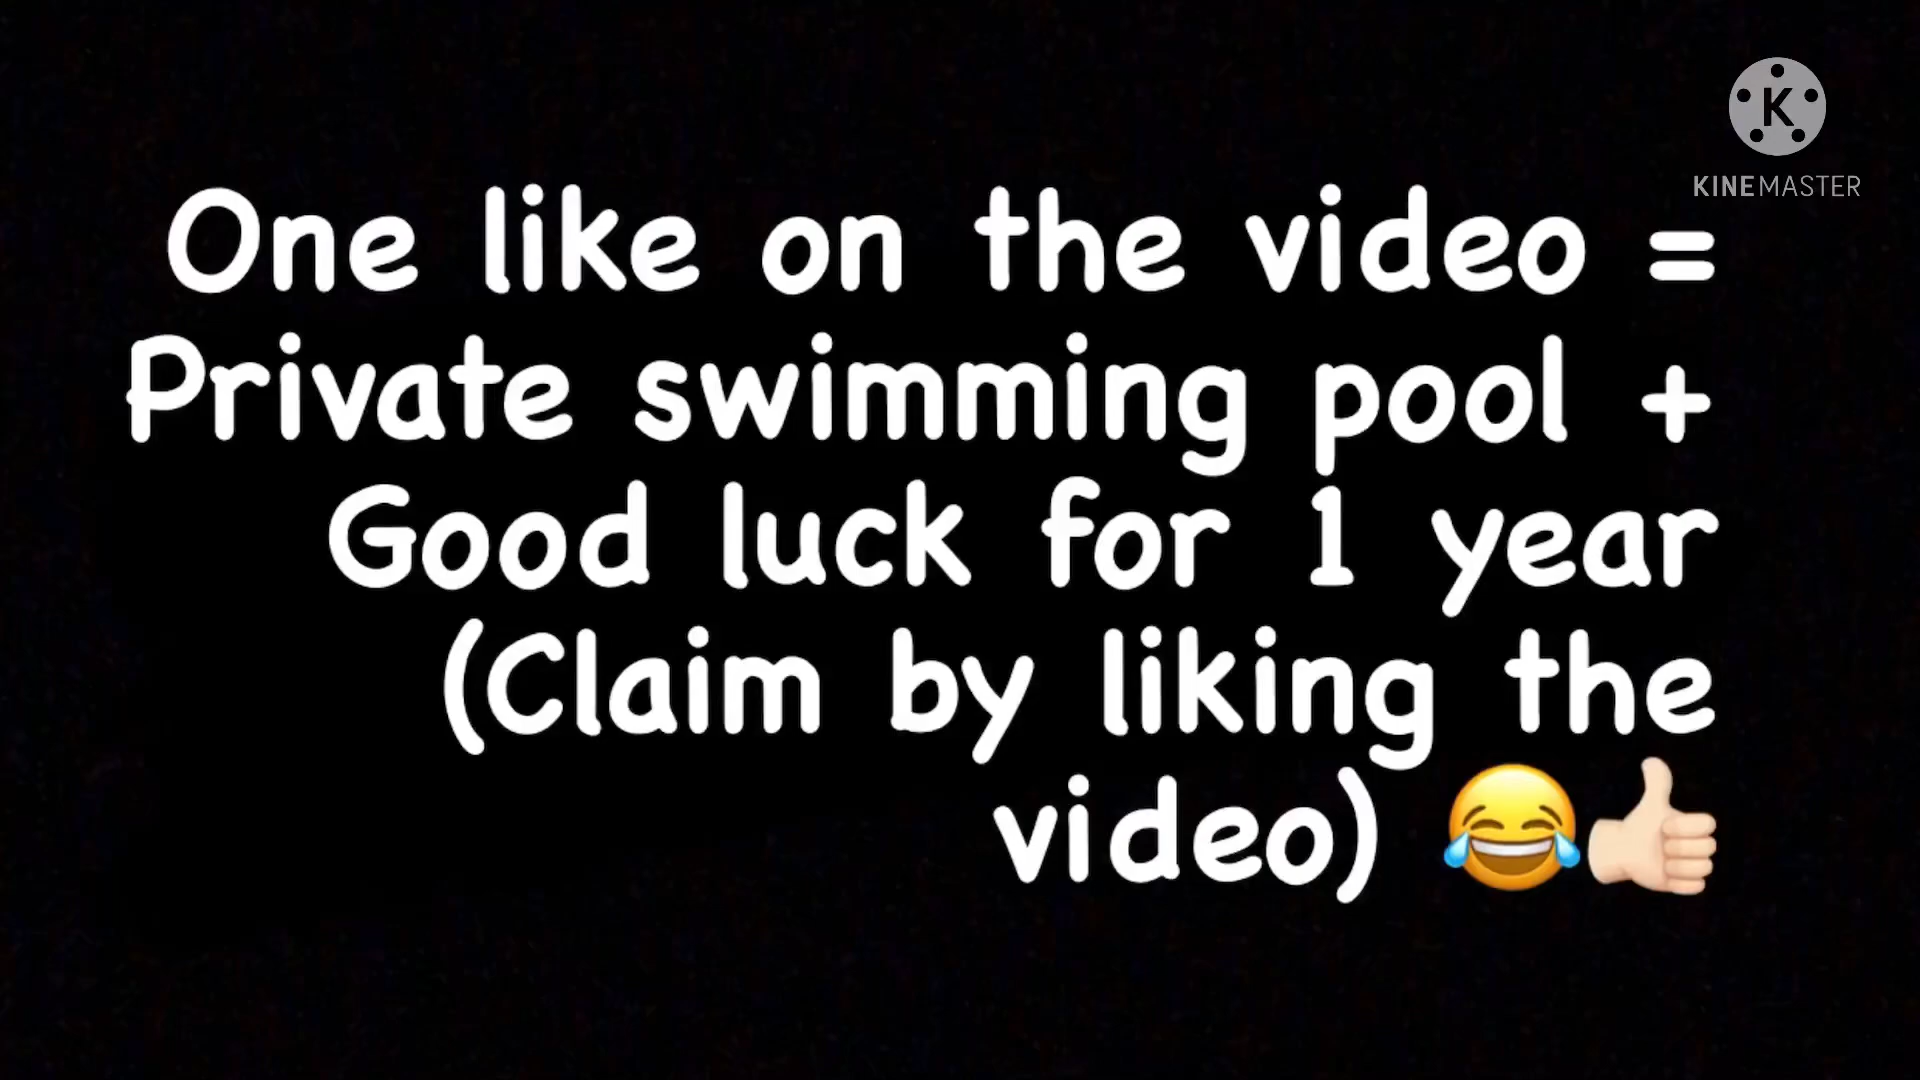 K
KINEMASTER
One like on the video =
Private swimming pool +
Good luck for 1 year
(Claim by liking the
video) 😂👍🏻